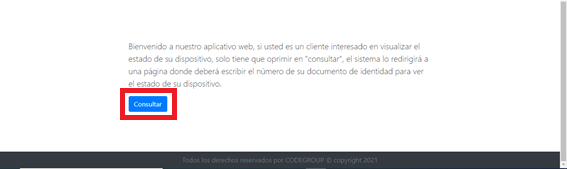 Bienvenido a nuestro aplicativo web, si usted es un cliente interesado en visualizar el
estado de su dispositivo, solo tiene que oprimir en "consultar", el sistema lo redirigirá a
una página donde deberá escribir el número de su documento de identidad para ver
el estado de su dispositivo.
Consultar
Todos los derechos reservados por CODEGROUP © copyright 2021